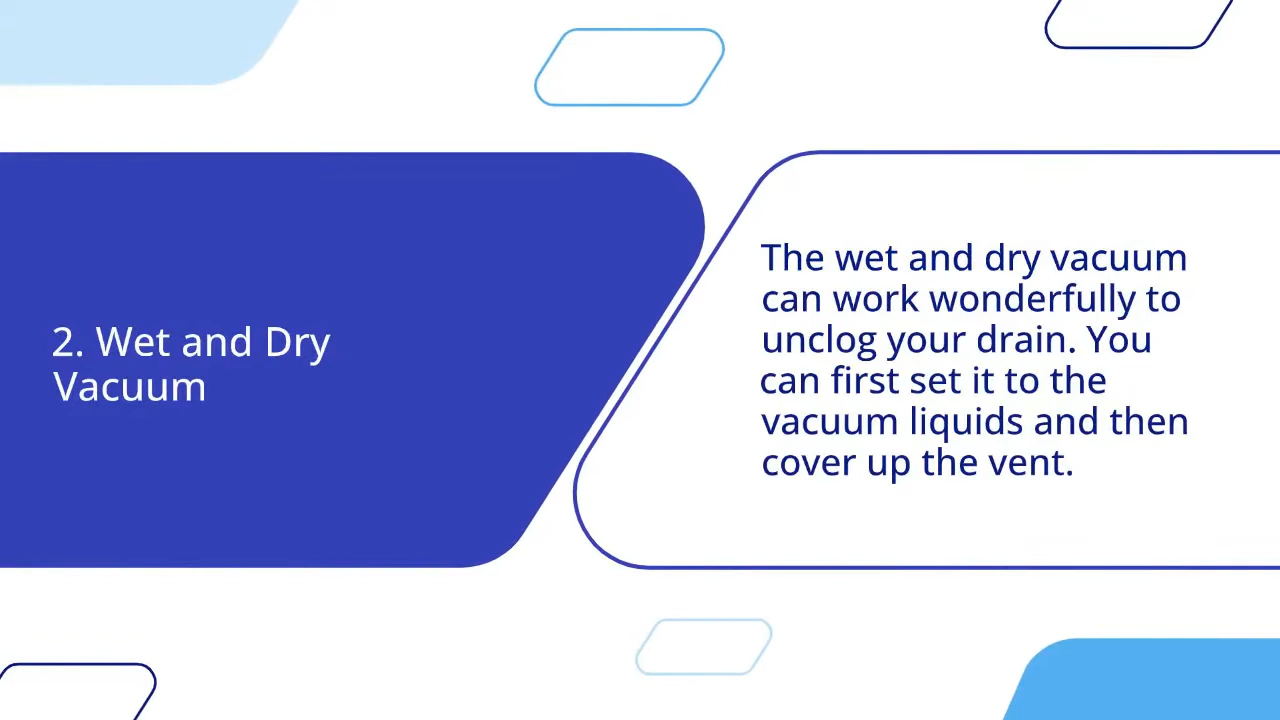 2. Wet and Dry
Vacuum
The wet and dry vacuum
can work wonderfully to
unclog your drain. You
can first set it to the
vacuum liquids and then
cover up the vent.